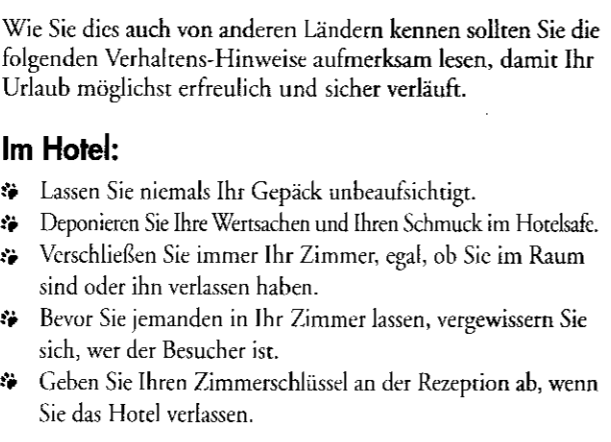 Wie Sie dies auch von anderen Ländern kennen sollten Sie die
folgenden Verhaltens-Hinweise aufmerksam lesen, damit Ihr
Urlaub möglichst erfreulich und sicher verläuft.
Im Hotel:
Lassen Sie niemals Ihr Gepäck unbeaufsichtigt.
Deponieren Sie Ihre Wertsachen und Ihren Schmuck im Hotelsafe.
Verschließen Sie immer Ihr Zimmer, egal, ob Sie im Raum
sind oder ihn verlassen haben.
Bevor Sie jemanden in Ihr Zimmer lassen, vergewissern Sie
sich, wer der Besucher ist.
Geben Sie Ihren Zimmerschlüssel an der Rezeption ab, wenn
Sie das Hotel verlassen.